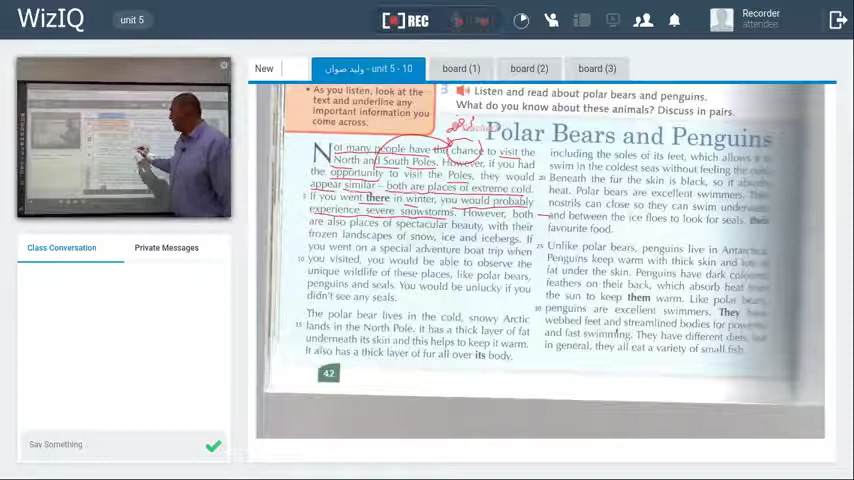 WizIQ
unit 5
REC
Recorder
attendee
New
وليد صوان - unit 5 - 10
board (1)
board (2)
board (3)
• As you listen, look at the
text and underline any
important information you
come across.
3 Listen and read about polar bears and penguins.
What do you know about these animals? Discuss in pairs.
Polar Bears and Penguins
Not many people have the chance to visit the
North and South Poles. However, if you had
the opportunity to visit the Poles, they would
appear similar – both are places of extreme cold.
5 If you went there in winter, you would probably
experience severe snowstorms. However, both
are also places of spectacular beauty, with their
frozen landscapes of snow, ice and icebergs. If
you went on a special adventure boat trip when
10 you visited, you would be able to observe the
unique wildlife of these places, like polar bears,
penguins and seals. You would be unlucky if you
didn't see any seals.
The polar bear lives in the cold, snowy Arctic
15 lands in the North Pole. It has a thick layer of fat
underneath its skin and this helps to keep it warm.
It also has a thick layer of fur all over its body,
including the soles of its feet, which allows it to
swim in the coldest seas without feeling the
20 Beneath the fur the skin is black, so it
heat. Polar bears are excellent swimmers.
nostrils can close so they can swim
and between the ice floes to look for seals, their
favourite food.
25 Unlike polar bears, penguins live in Antarctica.
Penguins keep warm with thick skin and
fat under the skin. Penguins have dark
feathers on their back, which absorb heat
the sun to keep them warm. Like polar bears,
30 penguins are excellent swimmers. They
webbed feet and streamlined bodies for
and fast swimming. They have different diets,
in general, they all eat a variety of small fish
42
Class Conversation
Private Messages
Say Something